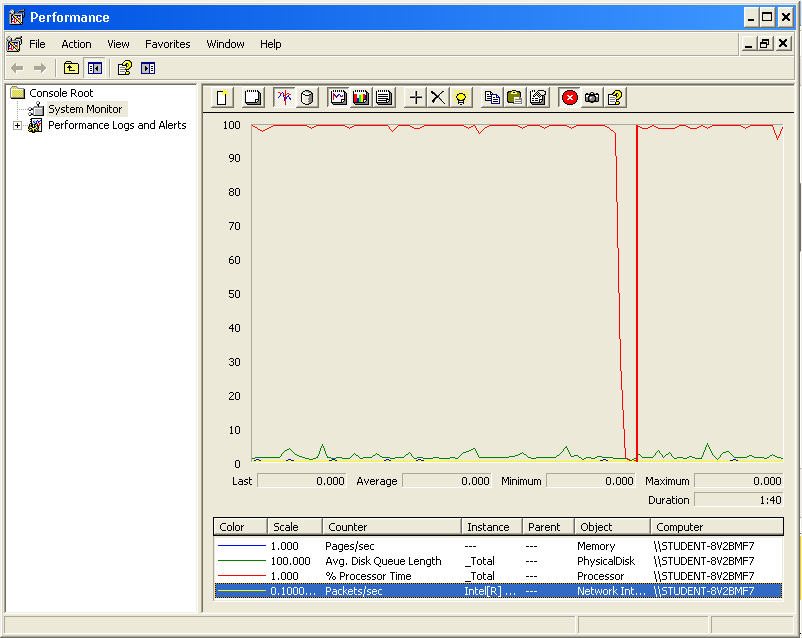 Performance
File Action View Favorites Window Help
Console Root
System Monitor
Performance Logs and Alerts
100
90
80
70
60
50
40
30
20
10
0
Last 0.000 Average 0.000 Minimum 0.000 Maximum 0.000
Duration 1:40
Color Scale Counter Instance Parent Object Computer
1.000 Pages/sec --- --- Memory \\STUDENT-8V2BMF7
100.000 Avg. Disk Queue Length _Total --- PhysicalDisk \\STUDENT-8V2BMF7
1.000 % Processor Time _Total --- Processor \\STUDENT-8V2BMF7
0.1000... Packets/sec Intel[R] ... --- Network Int... \\STUDENT-8V2BMF7